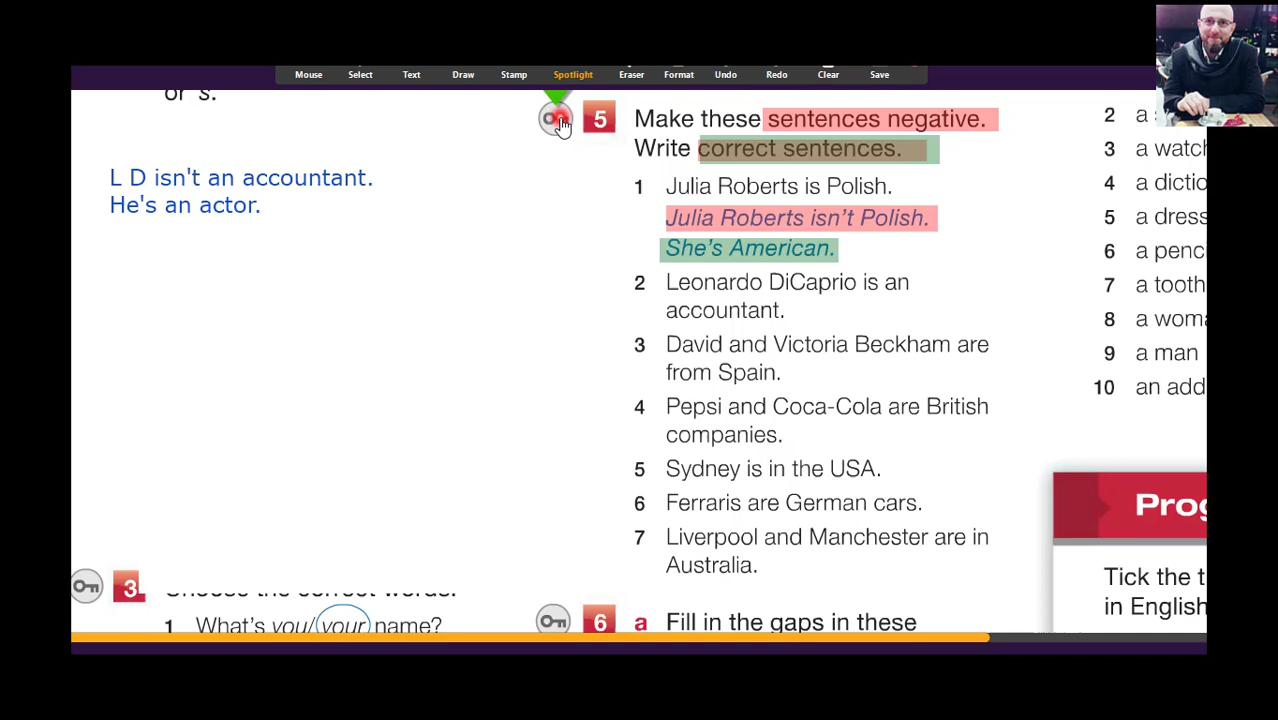 Mouse Select Text Draw Stamp Spotlight Eraser Format Undo Redo Clear Save
or 's.
L D isn't an accountant.
He's an actor.
3
1 What's you/your name?
5 Make these sentences negative.
Write correct sentences.
1 Julia Roberts is Polish.
Julia Roberts isn't Polish.
She's American.
2 Leonardo DiCaprio is an
accountant.
3 David and Victoria Beckham are
from Spain.
4 Pepsi and Coca-Cola are British
companies.
5 Sydney is in the USA.
6 Ferraris are German cars.
7 Liverpool and Manchester are in
Australia.
6 a Fill in the gaps in these
2 a
3 a watch
4 a dictio
5 a dress
6 a penci
7 a tooth
8 a woma
9 a man
10 an add
Prog
Tick the t
in English